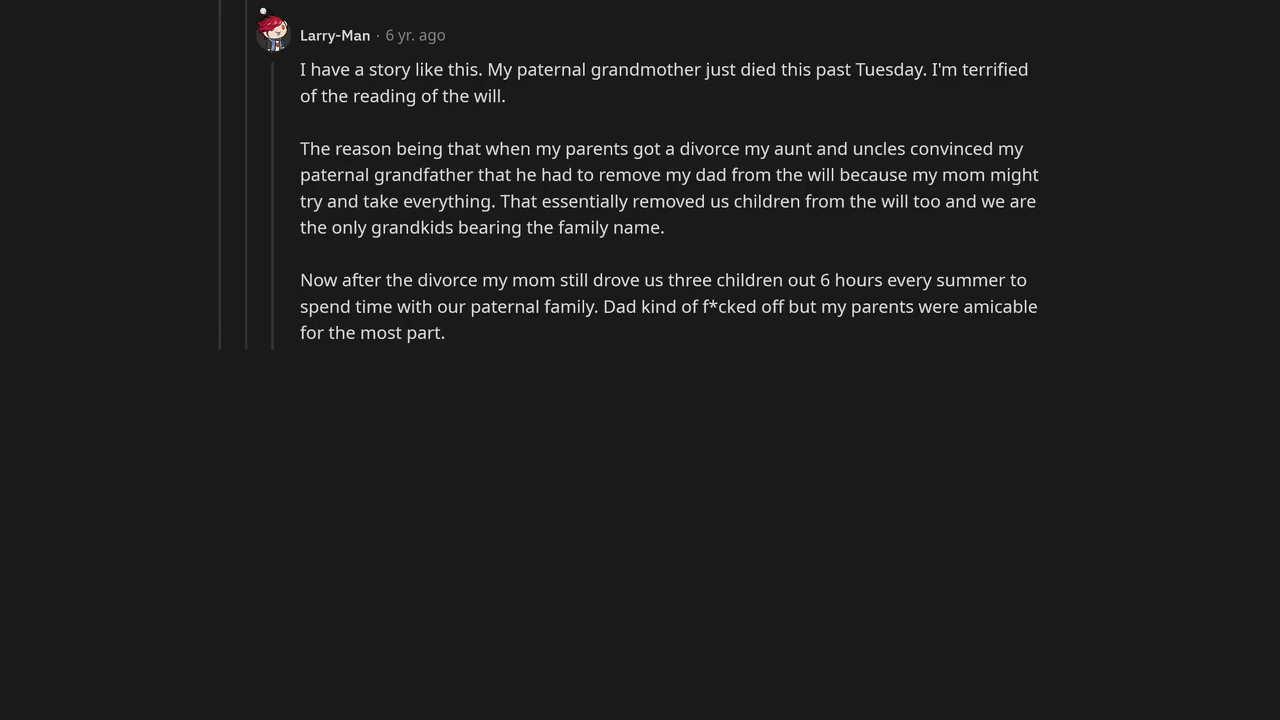 Larry-Man · 6 yr. ago
I have a story like this. My paternal grandmother just died this past Tuesday. I'm terrified
of the reading of the will.
The reason being that when my parents got a divorce my aunt and uncles convinced my
paternal grandfather that he had to remove my dad from the will because my mom might
try and take everything. That essentially removed us children from the will too and we are
the only grandkids bearing the family name.
Now after the divorce my mom still drove us three children out 6 hours every summer to
spend time with our paternal family. Dad kind of f*cked off but my parents were amicable
for the most part.